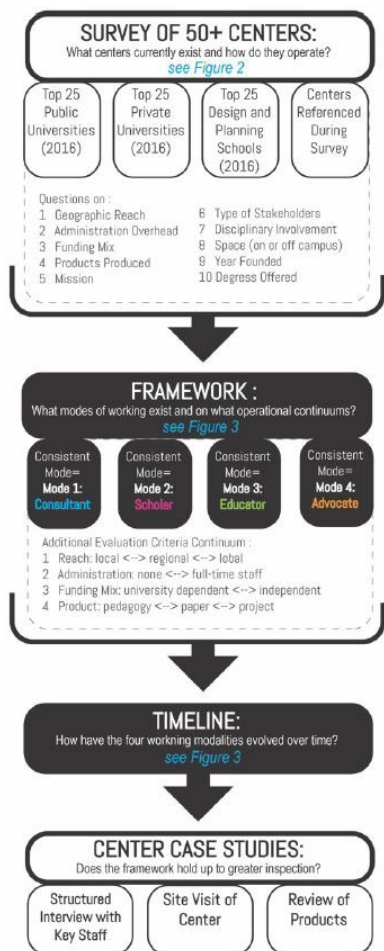 SURVEY OF 50+ CENTERS:
What centers currently exist and how do they operate?
see Figure 2
Top 25
Public
Universities
(2016)
Top 25
Private
Universities
(2016)
Top 25
Design and
Planning
Schools
(2016)
Centers
Referenced
During
Survey
Questions on :
1 Geographic Reach
2 Administration Overhead
3 Funding Mix
4 Products Produced
5 Mission
6 Type of Stakeholders
7 Disciplinary Involvement
8 Space (on or off campus)
9 Year Founded
10 Degress Offered
FRAMEWORK :
What modes of working exist and on what operational continuums?
see Figure 3
Consistent
Mode=
Mode 1:
Consultant
Consistent
Mode=
Mode 2:
Scholar
Consistent
Mode=
Mode 3:
Educator
Consistent
Mode=
Mode 4:
Advocate
Additional Evaluation Criteria Continuum :
1 Reach: local <--> regional <--> lobal
2 Administration: none <--> full-time staff
3 Funding Mix: university dependent <--> independent
4 Product: pedagogy <--> paper <--> project
TIMELINE:
How have the four workning modalities evolved over time?
see Figure 3
CENTER CASE STUDIES:
Does the framework hold up to greater inspection?
Structured
Interview with
Key Staff
Site Visit of
Center
Review of
Products